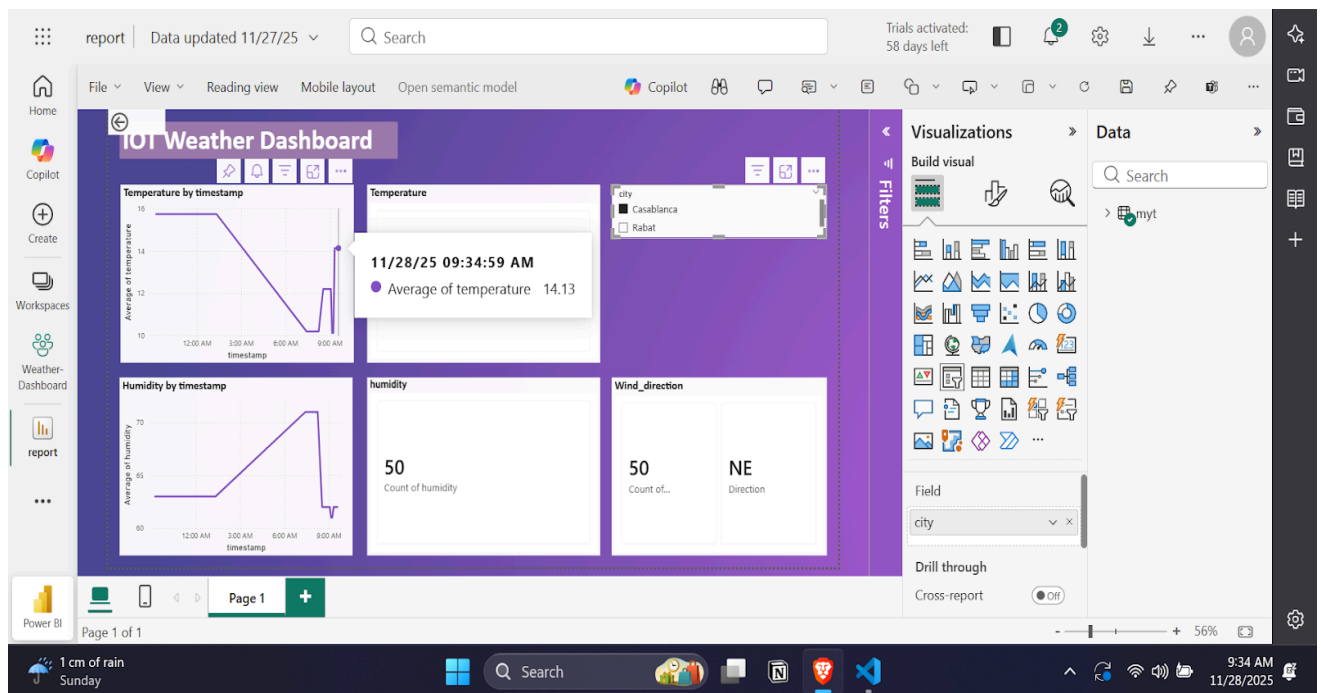 report
Data updated 11/27/25
Search
Trials activated:
58 days left
2
A
File
View
Reading view
Mobile layout
Open semantic model
Copilot
Home
Copilot
Create
Workspaces
Weather-
Dashboard
report
Power BI
IOT Weather Dashboard
Temperature by timestamp
Average of temperature
16
14
12
10
12:00 AM
3:00 AM
6:00 AM
9:00 AM
timestamp
Temperature
11/28/25 09:34:59 AM
Average of temperature 14.13
city
Casablanca
Rabat
Humidity by timestamp
Average of humidity
70
65
60
12:00 AM
3:00 AM
6:00 AM
9:00 AM
timestamp
humidity
50
Count of humidity
Wind_direction
50
Count of...
NE
Direction
Filters
Visualizations
Build visual
123
Field
city
Drill through
Cross-report
Off
Data
Search
myt
Page 1
Page 1 of 1
56%
1 cm of rain
Sunday
Search
9:34 AM
11/28/2025